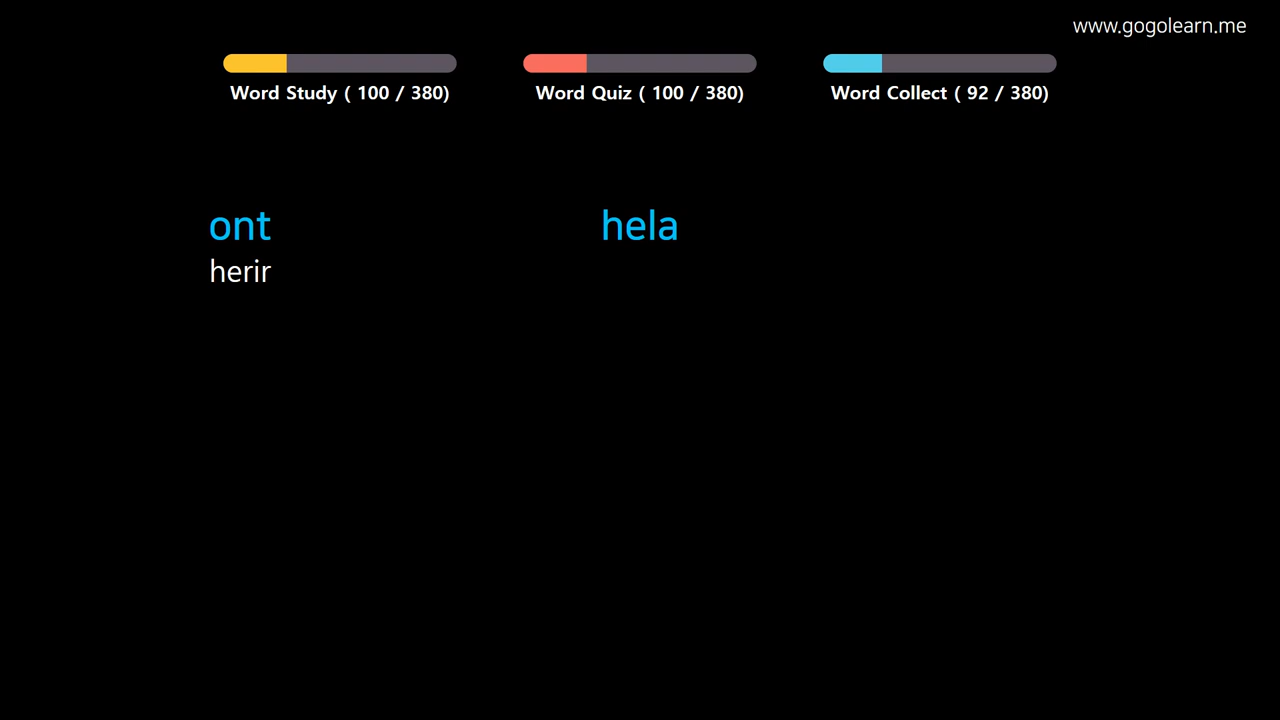 www.gogolearn.me
Word Study ( 100 / 380)
Word Quiz ( 100 / 380)
Word Collect ( 92 / 380)
ont
hela
herir